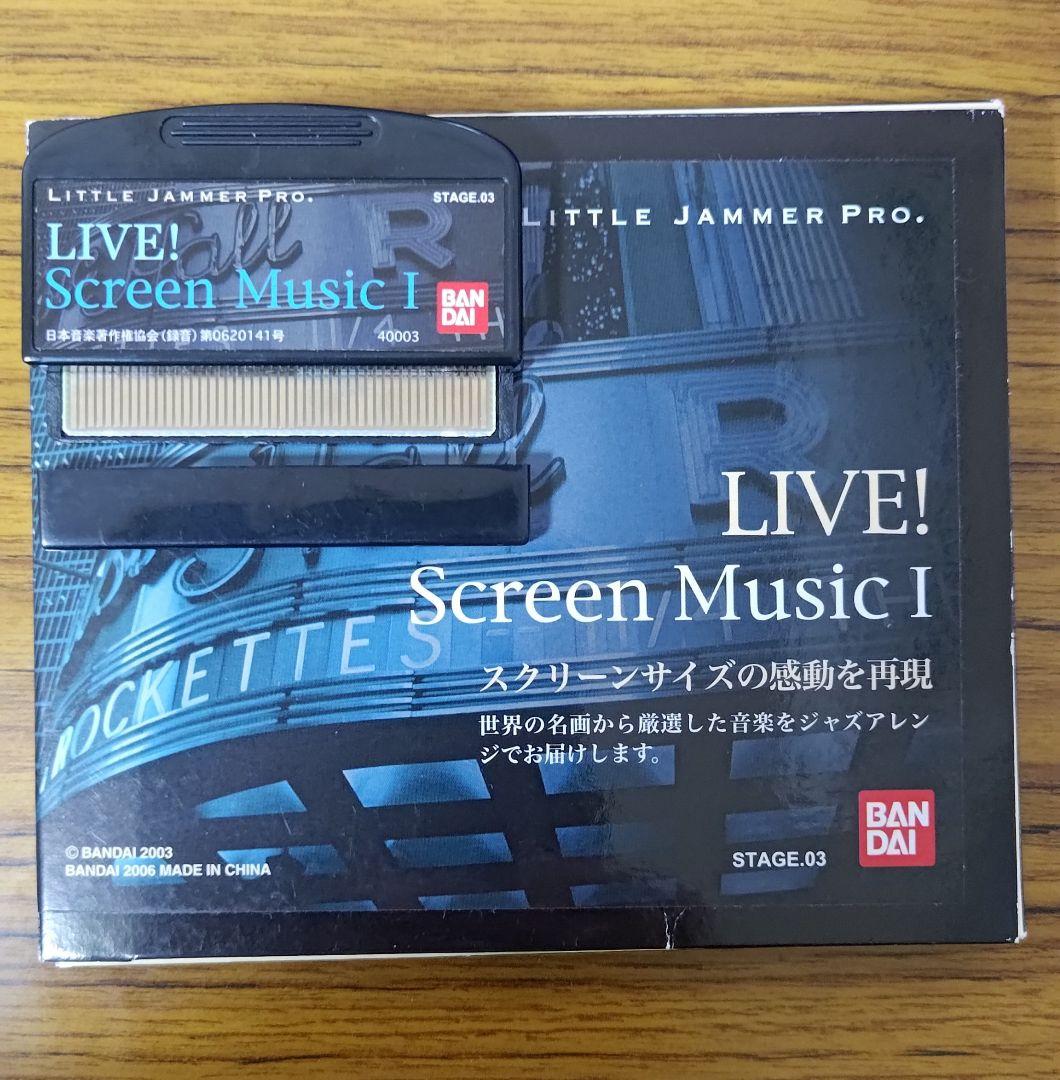 LITTLE JAMMER PRO.
STAGE.03
LIVE!
Screen Music I
BAN
DAI
日本音楽著作権協会(録音)第0620141号
40003
LITTLE JAMMER PRO.
R
ROCKETTES -- 11/
LIVE!
Screen Music I
スクリーンサイズの感動を再現
世界の名画から厳選した音楽をジャズアレン
ジでお届けします。
© BANDAI 2003
BANDAI 2006 MADE IN CHINA
STAGE.03
BAN
DAI